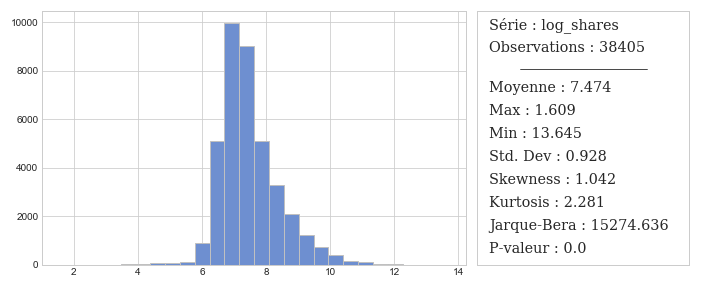 10000
8000
6000
4000
2000
0
2 4 6 8 10 12 14
Série : log_shares
Observations : 38405
Moyenne : 7.474
Max : 1.609
Min : 13.645
Std. Dev : 0.928
Skewness : 1.042
Kurtosis : 2.281
Jarque-Bera : 15274.636
P-valeur : 0.0